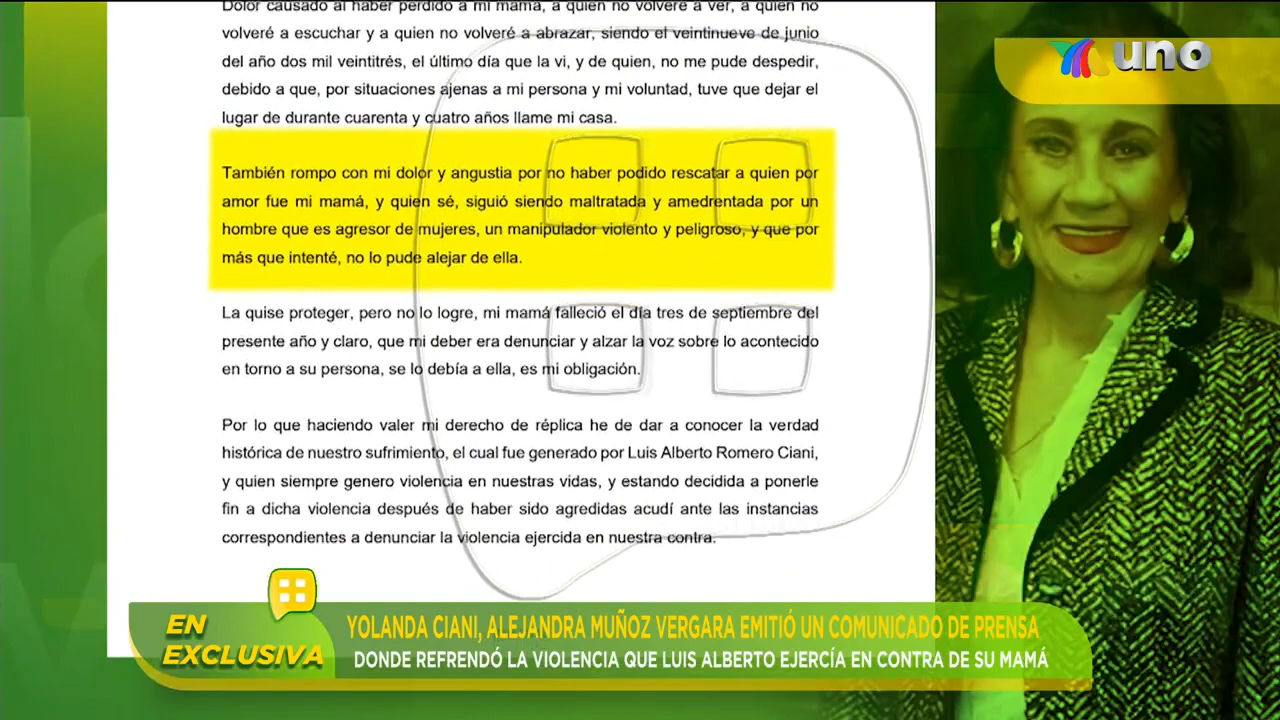 Dolor causado al haber perdido a mi mamá, a quien no volveré a ver, a quien no
volveré a escuchar y a quien no volveré a abrazar, siendo el veintinueve de junio
del año dos mil veintitrés, el último día que la vi, y de quien, no me pude despedir,
debido a que, por situaciones ajenas a mi persona y mi voluntad, tuve que dejar el
lugar de durante cuarenta y cuatro años llame mi casa.
También rompo con mi dolor y angustia por no haber podido rescatar a quien por
amor fue mi mamá, y quien sé, siguió siendo maltratada y amedrentada por un
hombre que es agresor de mujeres, un manipulador violento y peligroso, y que por
más que intenté, no lo pude alejar de ella.
La quise proteger, pero no lo logre, mi mamá falleció el día tres de septiembre del
presente año y claro, que mi deber era denunciar y alzar la voz sobre lo acontecido
en torno a su persona, se lo debía a ella, es mi obligación.
Por lo que haciendo valer mi derecho de réplica he de dar a conocer la verdad
histórica de nuestro sufrimiento, el cual fue generado por Luis Alberto Romero Ciani,
y quien siempre genero violencia en nuestras vidas, y estando decidida a ponerle
fin a dicha violencia después de haber sido agredidas acudí ante las instancias
correspondientes a denunciar la violencia ejercida en nuestra contra.
uno
EN
EXCLUSIVA
YOLANDA CIANI, ALEJANDRA MUÑOZ VERGARA EMITIÓ UN COMUNICADO DE PRENSA
DONDE REFRENDÓ LA VIOLENCIA QUE LUIS ALBERTO EJERCÍA EN CONTRA DE SU MAMÁ